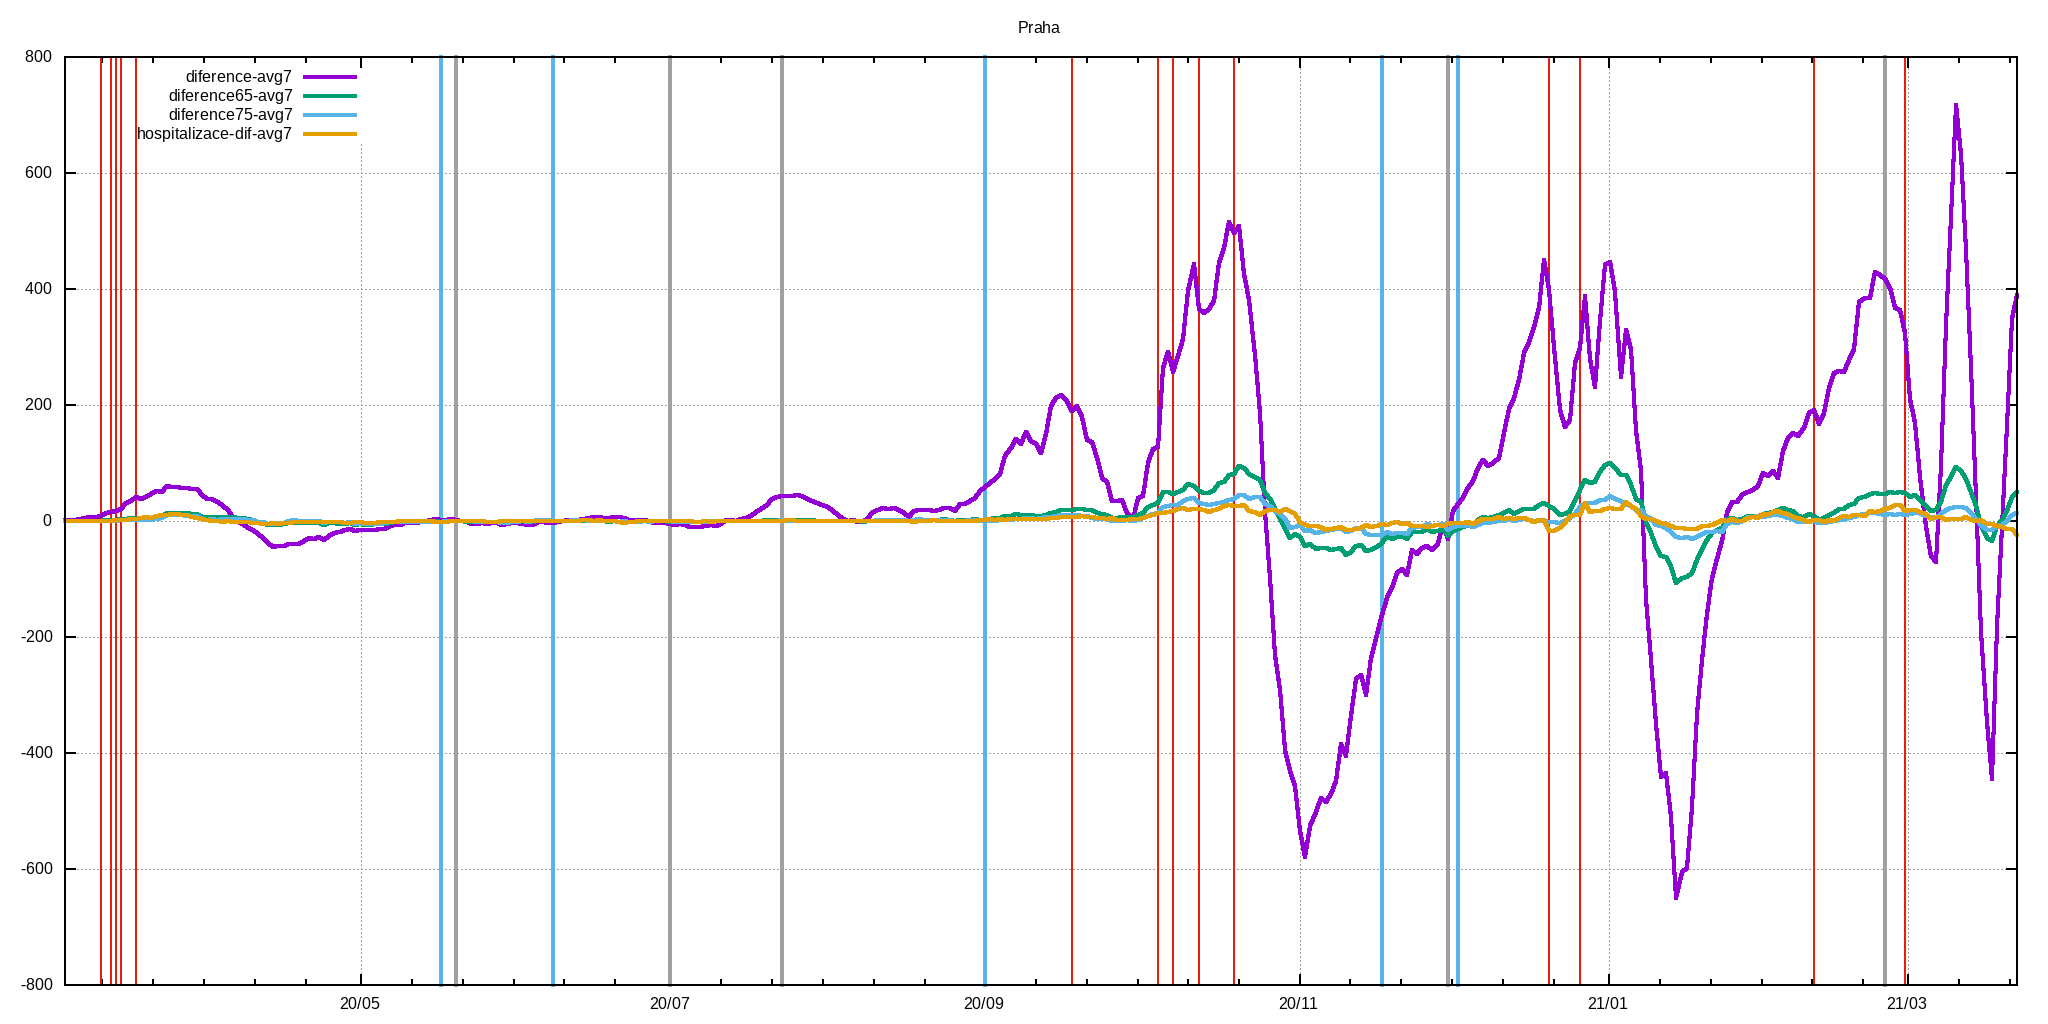 Praha
800
diference-avg7
diference65-avg7
diference75-avg7
hospitalizace-dif-avg7
600
400
200
0
-200
-400
-600
-800
20/05 20/07 20/09 20/11 21/01 21/03